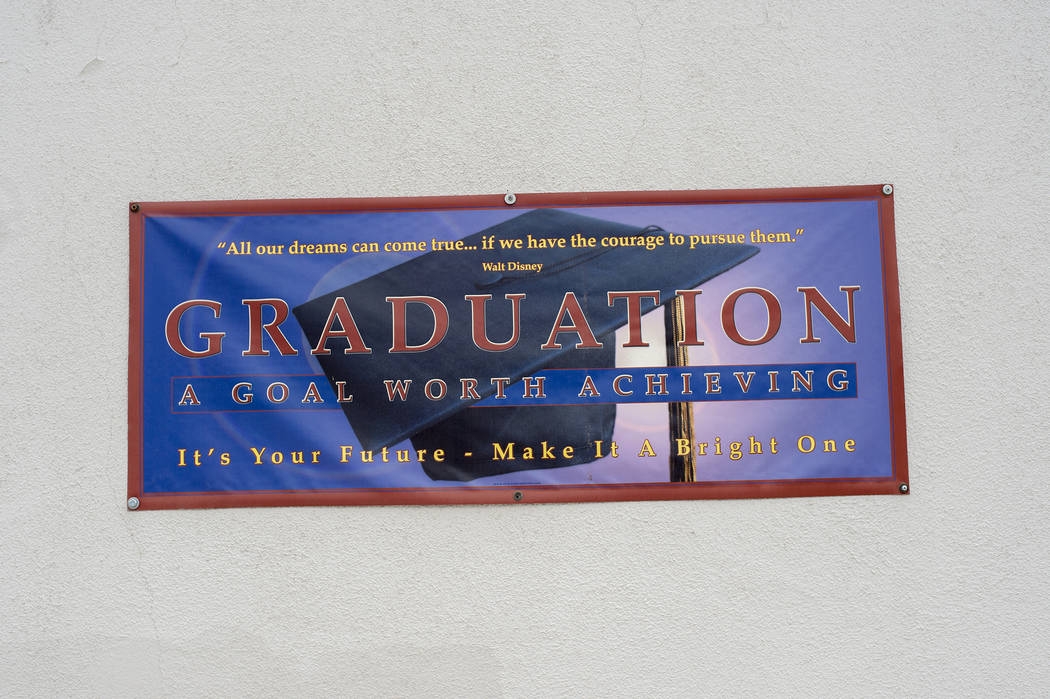 “All our dreams can come true... if we have the courage to pursue them.”
Walt Disney
GRADUATION
A GOAL WORTH ACHIEVING
It's Your Future - Make It A Bright One